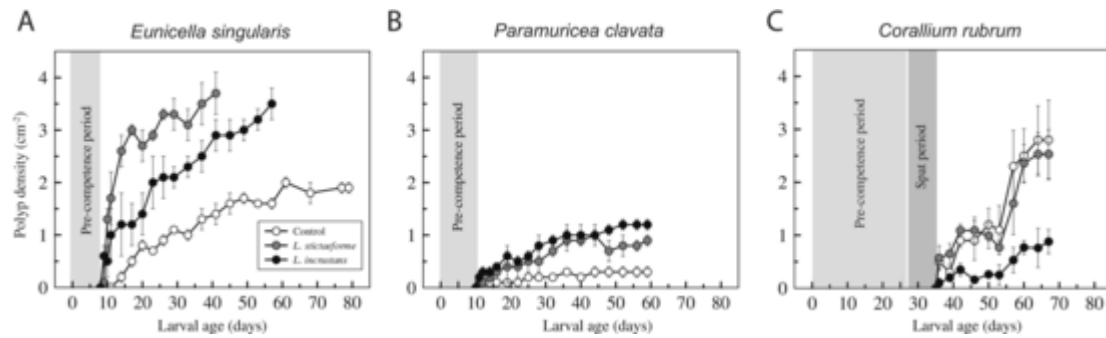 A
Eunicella singularis
B
Paramuricea clavata
C
Corallium rubrum
Polyp density (cm⁻²)
4
3
2
1
0
Pre-competence period
Control
L. stictaeforme
L. incrustans
0 10 20 30 40 50 60 70 80
Larval age (days)
4
3
2
1
0
Pre-competence period
0 10 20 30 40 50 60 70 80
Larval age (days)
4
3
2
1
0
Pre-competence period
Spat period
0 10 20 30 40 50 60 70 80
Larval age (days)